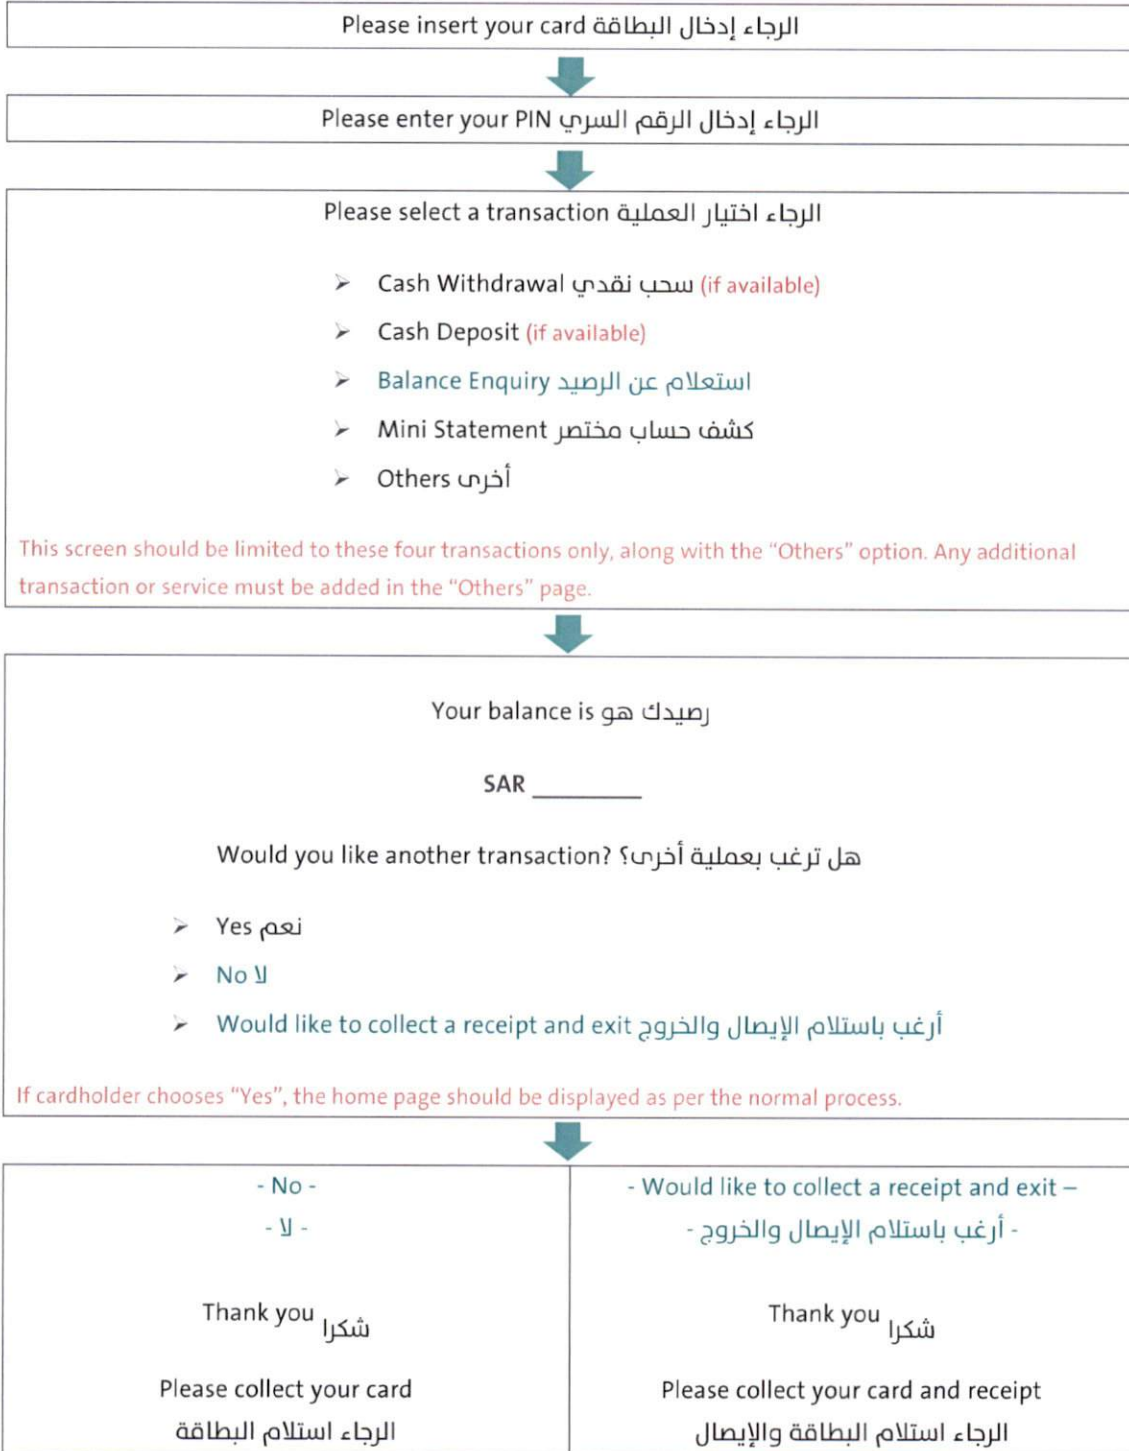 Please insert your card الرجاء إدخال البطاقة
Please enter your PIN الرجاء إدخال الرقم السري
Please select a transaction الرجاء اختيار العملية
➢ Cash Withdrawal سحب نقدي (if available)
➢ Cash Deposit (if available)
➢ Balance Enquiry استعلام عن الرصيد
➢ Mini Statement كشف حساب مختصر
➢ Others أخرى
This screen should be limited to these four transactions only, along with the “Others” option. Any additional
transaction or service must be added in the “Others” page.
Your balance is رصيدك هو
SAR ________
Would you like another transaction? هل ترغب بعملية أخرى؟
➢ Yes نعم
➢ No لا
➢ Would like to collect a receipt and exit أرغب باستلام الإيصال والخروج
If cardholder chooses “Yes”, the home page should be displayed as per the normal process.
- No -
- لا -
Thank you شكرا
Please collect your card
الرجاء استلام البطاقة
- Would like to collect a receipt and exit –
- أرغب باستلام الإيصال والخروج -
Thank you شكرا
Please collect your card and receipt
الرجاء استلام البطاقة والإيصال